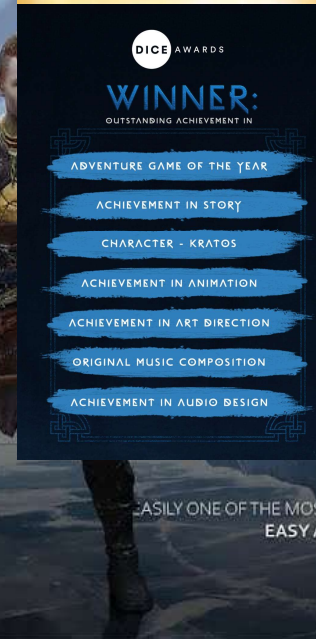 DICE AWARDS
WINNER:
OUTSTANDING ACHIEVEMENT IN
ADVENTURE GAME OF THE YEAR
ACHIEVEMENT IN STORY
CHARACTER - KRATOS
ACHIEVEMENT IN ANIMATION
ACHIEVEMENT IN ART DIRECTION
ORIGINAL MUSIC COMPOSITION
ACHIEVEMENT IN AUDIO DESIGN
EASILY ONE OF THE MOS
EASY A